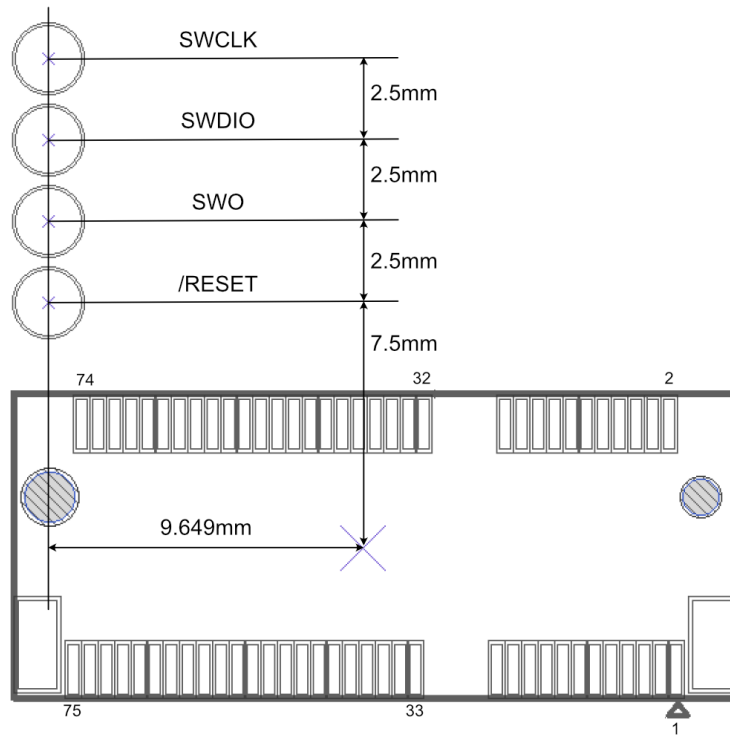 SWCLK
2.5mm
SWDIO
2.5mm
SWO
2.5mm
/RESET
7.5mm
74
32
2
9.649mm
75
33
1